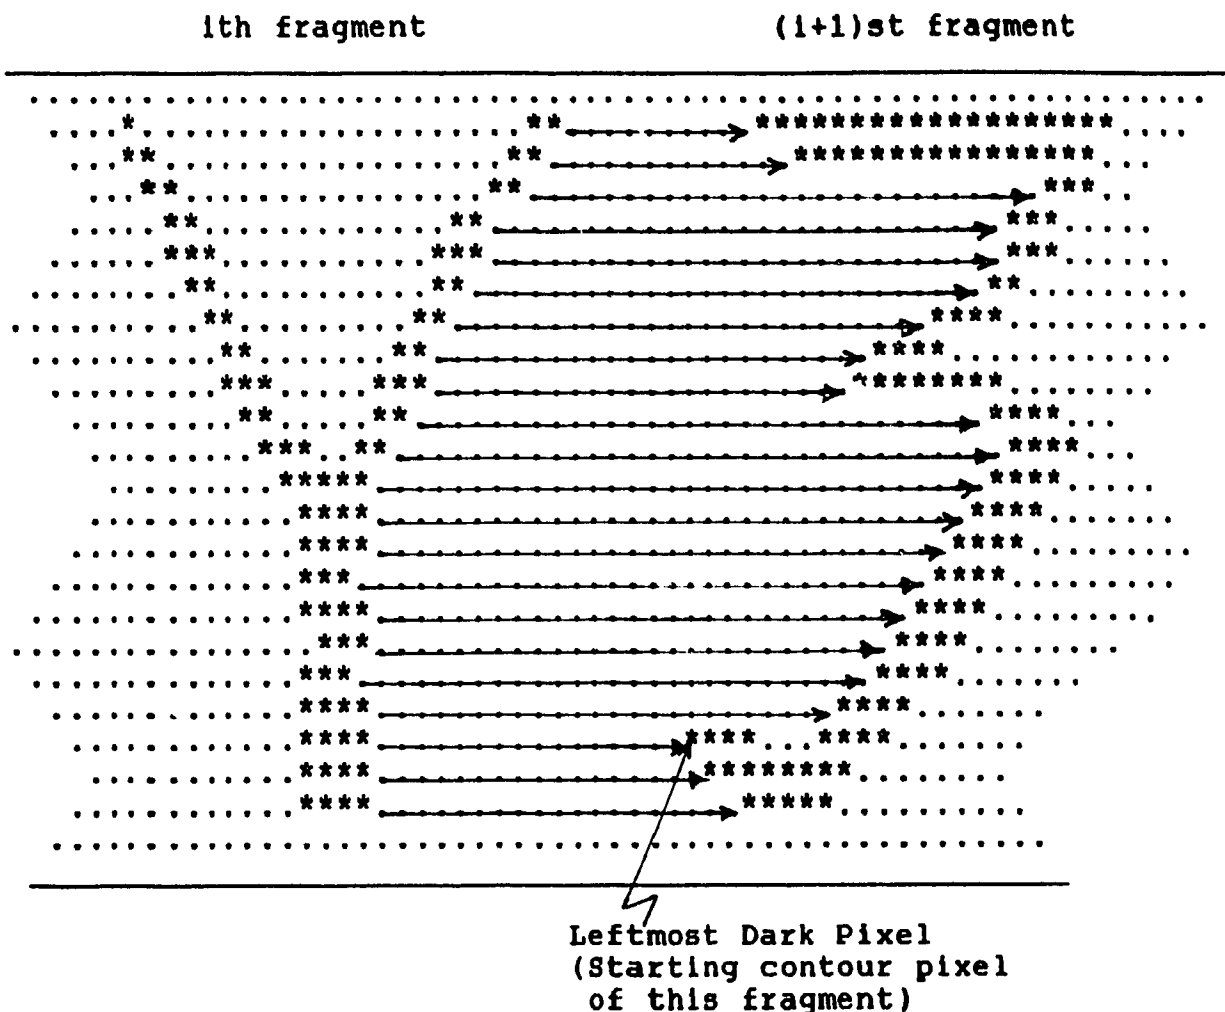 ith fragment (i+1)st fragment
Leftmost Dark Pixel
(Starting contour pixel
of this fragment)